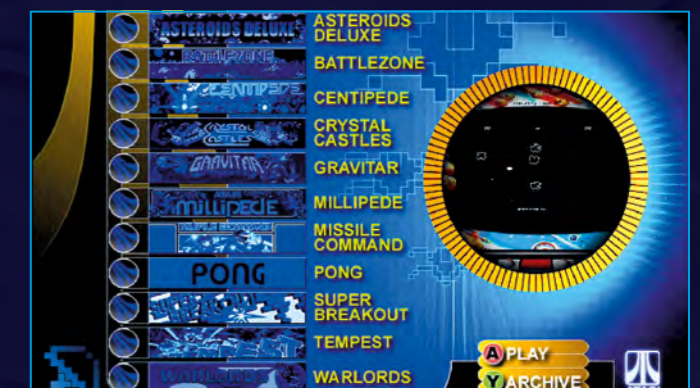 ASTEROIDS DELUXE
ASTEROIDS
DELUXE
BATTLEZONE
BATTLEZONE
CENTIPEDE
CENTIPEDE
CRYSTAL
CASTLES
CRYSTAL
CASTLES
GRAVITAR
GRAVITAR
MILLIPEDE
MILLIPEDE
MISSILE COMMAND
MISSILE
COMMAND
PONG
PONG
SUPER
BREAKOUT
TEMPEST
WARLORDS
WARLORDS
A PLAY
Y ARCHIVE